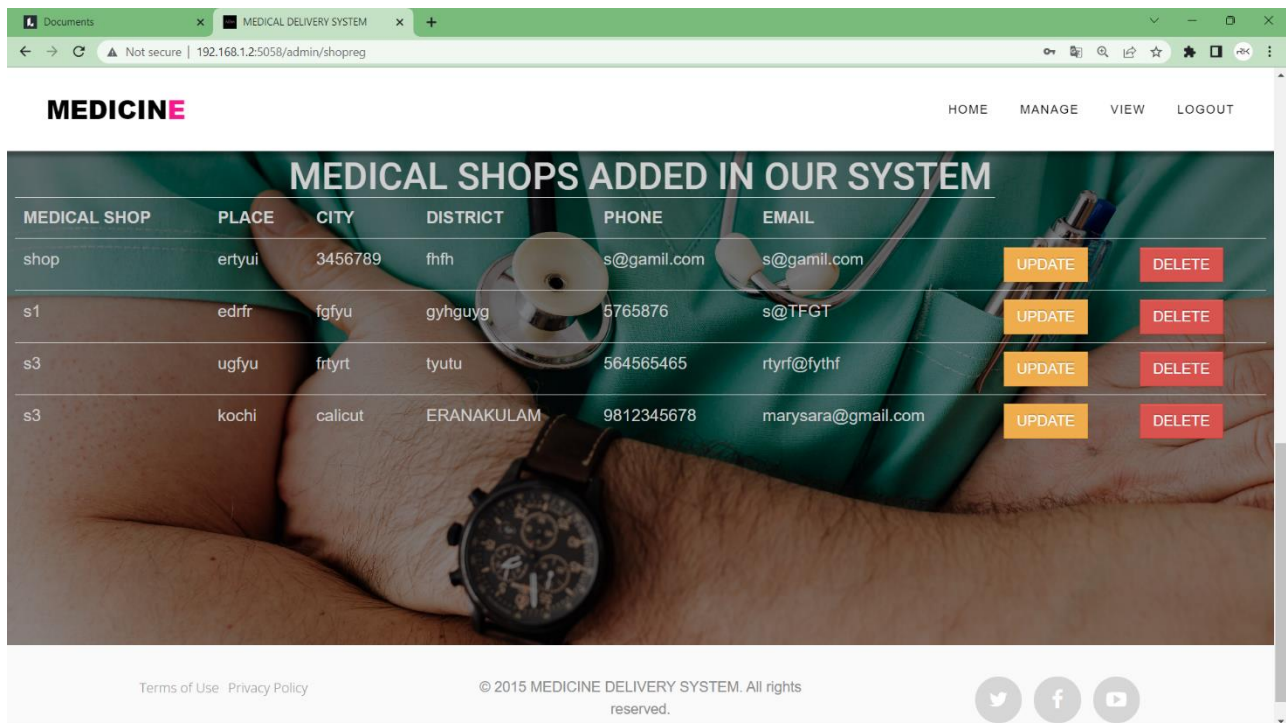 Documents
MEDICAL DELIVERY SYSTEM
Not secure | 192.168.1.2:5058/admin/shopreg
MEDICINE
HOME MANAGE VIEW LOGOUT
MEDICAL SHOPS ADDED IN OUR SYSTEM
MEDICAL SHOP PLACE CITY DISTRICT PHONE EMAIL
shop ertyui 3456789 fhfh s@gamil.com s@gamil.com UPDATE DELETE
s1 edrfr fgfyu gyhguyg 5765876 s@TFGT UPDATE DELETE
s3 ugfyu frtyrt tyutu 564565465 rtyrf@fythf UPDATE DELETE
s3 kochi calicut ERANAKULAM 9812345678 marysara@gmail.com UPDATE DELETE
Terms of Use Privacy Policy
© 2015 MEDICINE DELIVERY SYSTEM. All rights
reserved.